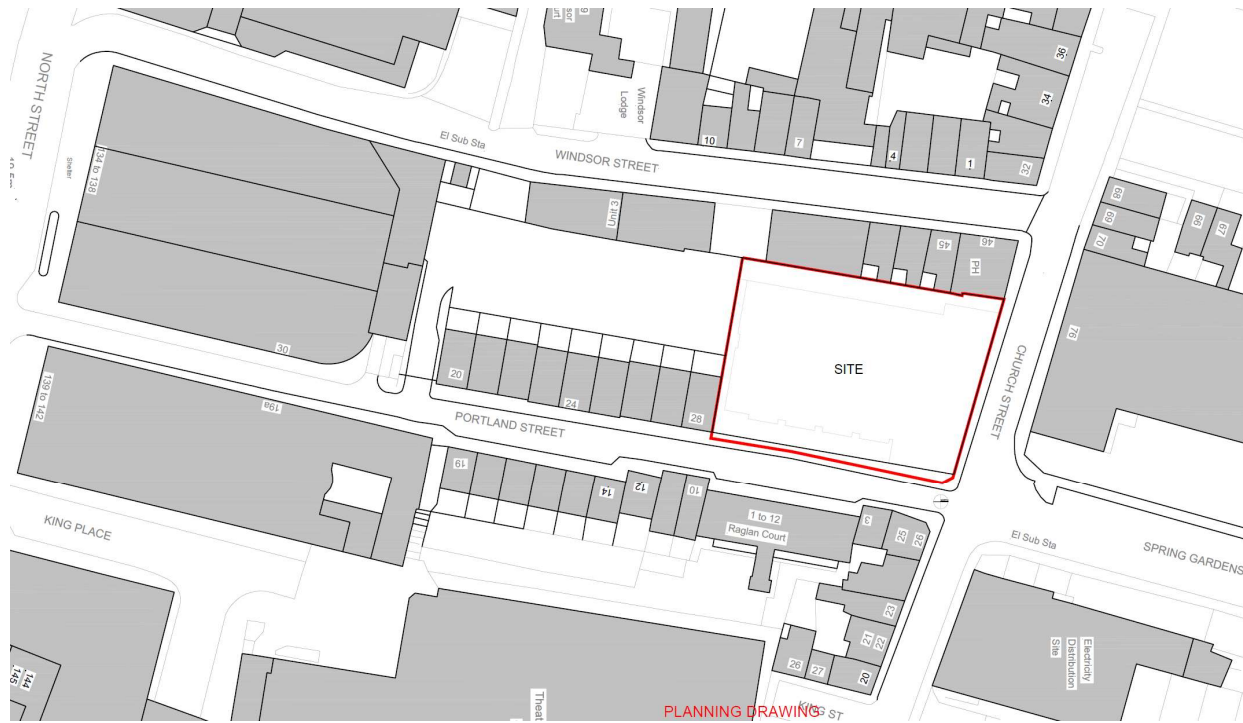 NORTH STREET
Shelter
134 to 138
El Sub Sta
WINDSOR STREET
Windsor
Lodge
10
7
4
1
32
34
36
Unit 3
45
46
PH
68
69
70
66
67
76
SITE
CHURCH STREET
30
20
24
28
PORTLAND STREET
139 to 142
19a
19
14
12
10
1 to 12
Raglan Court
3
25
26
KING PLACE
El Sub Sta
SPRING GARDENS
23
21
22
20
26
27
Electricity
Distribution
Site
144
145
KING ST
PLANNING DRAWING